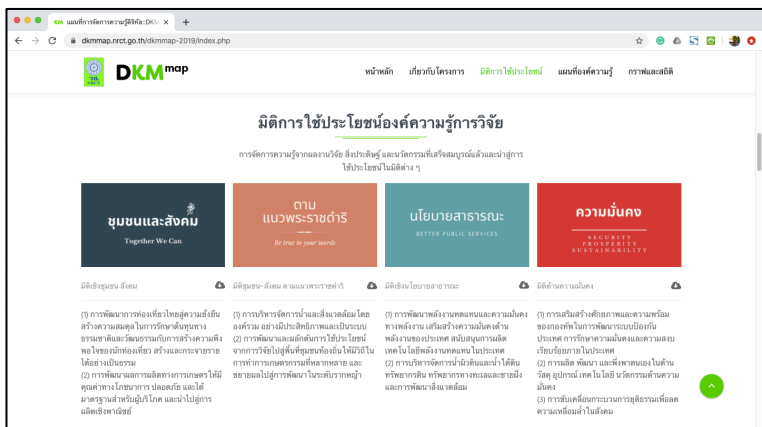 KM แผนที่การจัดการความรู้ดิจิทัล::DKM
dkmmap.nrct.go.th/dkmmap-2019/index.php
วช.
DKM map
หน้าหลัก เกี่ยวกับโครงการ มิติการใช้ประโยชน์ แผนที่องค์ความรู้ กราฟและสถิติ
มิติการใช้ประโยชน์องค์ความรู้การวิจัย
การจัดการความรู้จากผลงานวิจัย สิ่งประดิษฐ์ และนวัตกรรมที่เสร็จสมบูรณ์แล้วและนำสู่การ
ใช้ประโยชน์ในมิติต่าง ๆ
ชุมชนและสังคม
Together We Can
มิติเชิงชุมชน สังคม
(1) การพัฒนาการท่องเที่ยวไทยสู่ความยั่งยืน
สร้างความสมดุลในการรักษาต้นทุนทาง
ธรรมชาติและวัฒนธรรมกับการสร้างความพึง
พอใจของนักท่องเที่ยว สร้างและกระจายราย
ได้อย่างเป็นธรรม
(2) การพัฒนาผลการผลิตทางการเกษตรให้มี
คุณค่าทางโภชนาการ ปลอดภัย และได้
มาตรฐานสำหรับผู้บริโภค และนำไปสู่การ
ผลิตเชิงพาณิชย์
ตาม
แนวพระราชดำริ
Be true to your words
มิติชุมชน-สังคม ตามแนวพระราชดำริ
(1) การบริหารจัดการน้ำและสิ่งแวดล้อมโดย
องค์รวม อย่างมีประสิทธิภาพและเป็นระบบ
(2) การพัฒนาและผลักดันการใช้ประโยชน์
จากการวิจัยไปสู่พื้นที่ชุมชนท้องถิ่นให้มีวิถีใน
การทำการเกษตรกรรมที่หลากหลาย และ
ขยายผลไปสู่การพัฒนาในระดับรากหญ้า
นโยบายสาธารณะ
BETTER PUBLIC SERVICES
มิติเชิงนโยบายสาธารณะ
(1) การพัฒนาพลังงานทดแทนและความมั่นคง
ทางพลังงาน เสริมสร้างความมั่นคงด้าน
พลังงานของประเทศ สนับสนุนการผลิต
เทคโนโลยีพลังงานทดแทนในประเทศ
(2) การบริหารจัดการน้ำผิวดินและน้ำใต้ดิน
ทรัพยากรดิน ทรัพยากรทางทะเลและชายฝั่ง
และการพัฒนาสิ่งแวดล้อม
ความมั่นคง
SECURITY
PROSPERITY
SUSTAINABILITY
มิติด้านความมั่นคง
(1) การเสริมสร้างศักยภาพและความพร้อม
ของกองทัพในการพัฒนาระบบป้องกัน
ประเทศ การรักษาความมั่นคงและความสงบ
เรียบร้อยภายในประเทศ
(2) การผลิต พัฒนา และพึ่งพาตนเองในด้าน
วัสดุ อุปกรณ์ เทคโนโลยี นวัตกรรมด้านความ
มั่นคง
(3) การขับเคลื่อนกระบวนการยุติธรรมเพื่อลด
ความเหลื่อมล้ำในสังคม